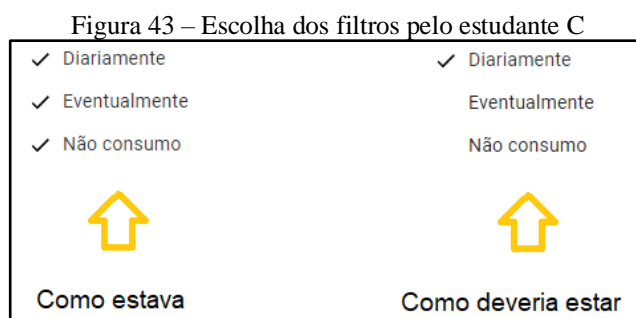 Figura 43 – Escolha dos filtros pelo estudante C
Diariamente
Eventualmente
Não consumo
Como estava
Diariamente
Eventualmente
Não consumo
Como deveria estar